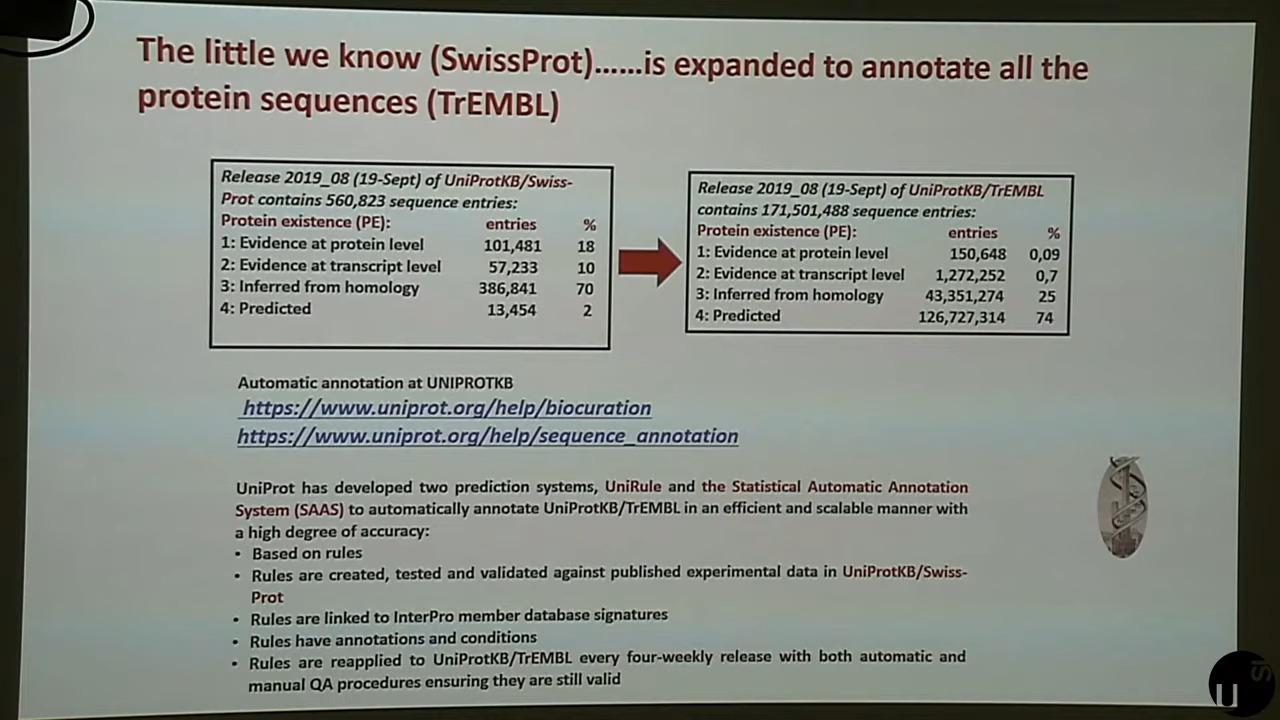 The little we know (SwissProt)......is expanded to annotate all the
protein sequences (TrEMBL)
Release 2019_08 (19-Sept) of UniProtKB/Swiss-
Prot contains 560,823 sequence entries:
Protein existence (PE): entries %
1: Evidence at protein level 101,481 18
2: Evidence at transcript level 57,233 10
3: Inferred from homology 386,841 70
4: Predicted 13,454 2
Release 2019_08 (19-Sept) of UniProtKB/TrEMBL
contains 171,501,488 sequence entries:
Protein existence (PE): entries %
1: Evidence at protein level 150,648 0,09
2: Evidence at transcript level 1,272,252 0,7
3: Inferred from homology 43,351,274 25
4: Predicted 126,727,314 74
Automatic annotation at UNIPROTKB
https://www.uniprot.org/help/biocuration
https://www.uniprot.org/help/sequence_annotation
UniProt has developed two prediction systems, UniRule and the Statistical Automatic Annotation
System (SAAS) to automatically annotate UniProtKB/TrEMBL in an efficient and scalable manner with
a high degree of accuracy:
• Based on rules
• Rules are created, tested and validated against published experimental data in UniProtKB/Swiss-
Prot
• Rules are linked to InterPro member database signatures
• Rules have annotations and conditions
• Rules are reapplied to UniProtKB/TrEMBL every four-weekly release with both automatic and
manual QA procedures ensuring they are still valid
U
SI